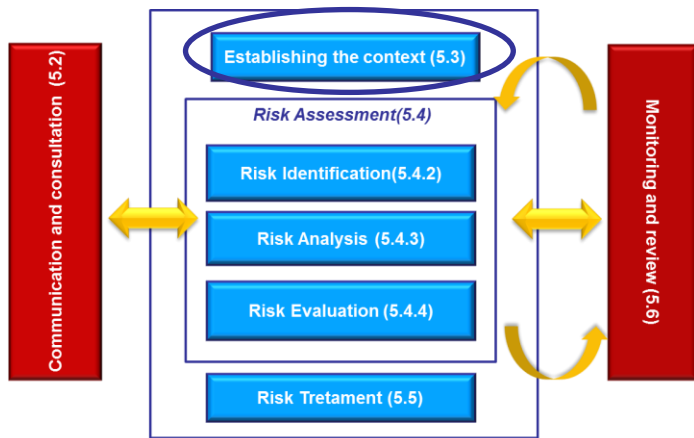 Communication and consultation (5.2)
Establishing the context (5.3)
Risk Assessment(5.4)
Risk Identification(5.4.2)
Risk Analysis (5.4.3)
Risk Evaluation (5.4.4)
Risk Tretament (5.5)
Monitoring and review (5.6)